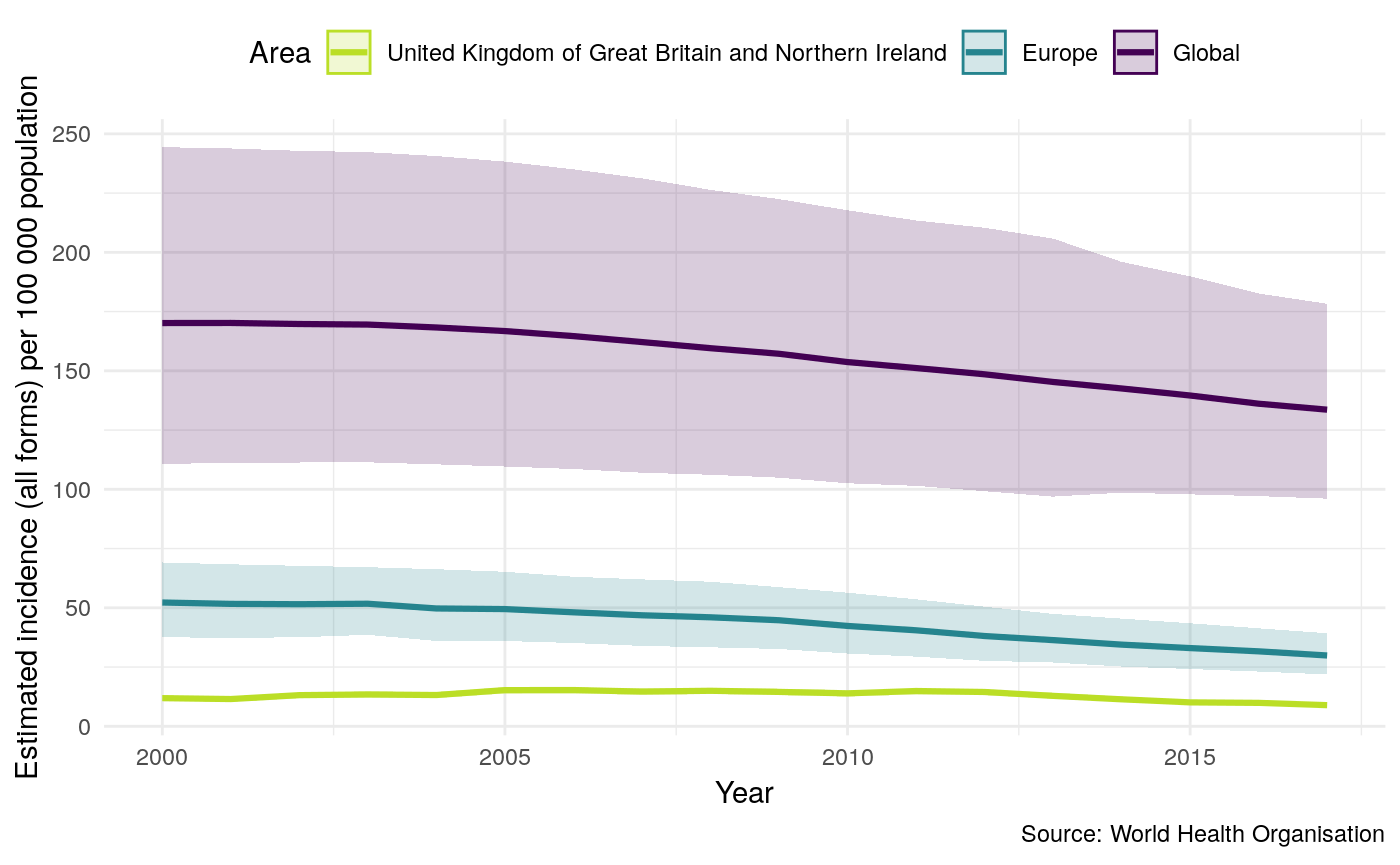 Area United Kingdom of Great Britain and Northern Ireland Europe Global
Estimated incidence (all forms) per 100 000 population
250
200
150
100
50
0
2000 2005 2010 2015
Year
Source: World Health Organisation